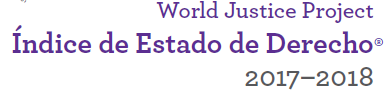 World Justice Project
Índice de Estado de Derecho®
2017–2018